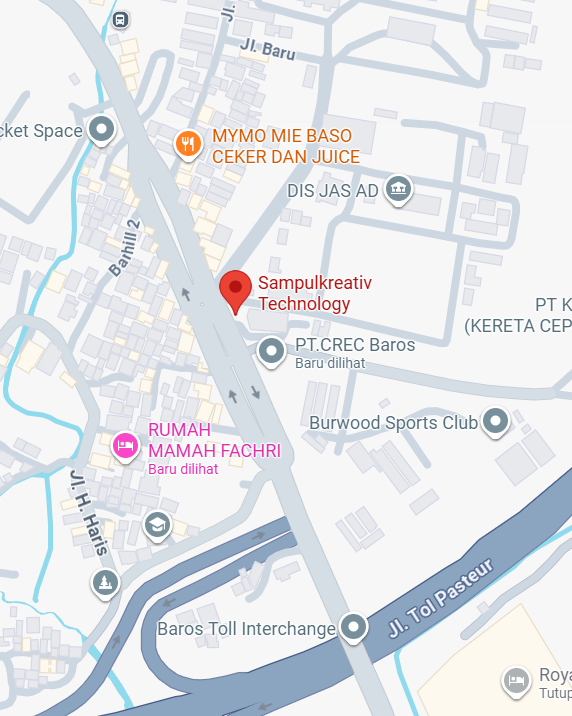 Jl.
Jl. Baru
cket Space
MYMO MIE BASO
CEKER DAN JUICE
DIS JAS AD
Barhill 2
Sampulkreativ
Technology
PT K
(KERETA CEP
PT.CREC Baros
Baru dilihat
Burwood Sports Club
RUMAH
MAMAH FACHRI
Baru dilihat
Jl. H. Haris
Jl. Tol Pasteur
Baros Toll Interchange
Roya
Tutup